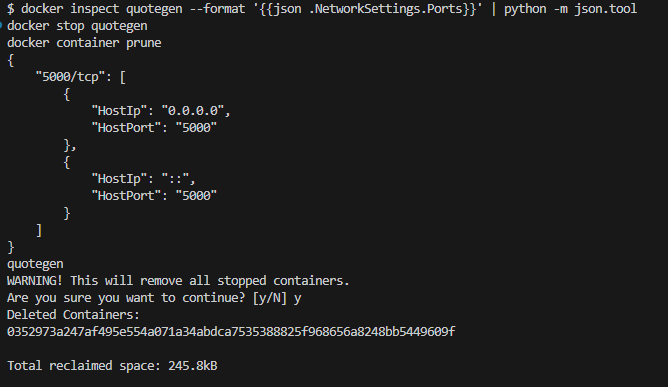 $ docker inspect quotegen --format '{{json .NetworkSettings.Ports}}' | python -m json.tool
docker stop quotegen
docker container prune
{
    "5000/tcp": [
        {
            "HostIp": "0.0.0.0",
            "HostPort": "5000"
        },
        {
            "HostIp": "::",
            "HostPort": "5000"
        }
    ]
}
quotegen
WARNING! This will remove all stopped containers.
Are you sure you want to continue? [y/N] y
Deleted Containers:
0352973a247af495e554a071a34abdca7535388825f968656a8248bb5449609f
Total reclaimed space: 245.8kB